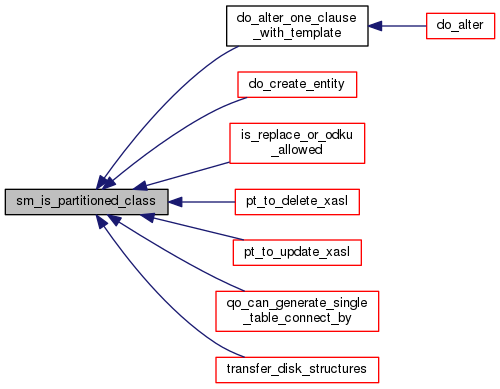 do_alter_one_clause
_with_template
do_alter
do_create_entity
is_replace_or_odku
_allowed
sm_is_partitioned_class
pt_to_delete_xasl
pt_to_update_xasl
qo_can_generate_single
_table_connect_by
transfer_disk_structures